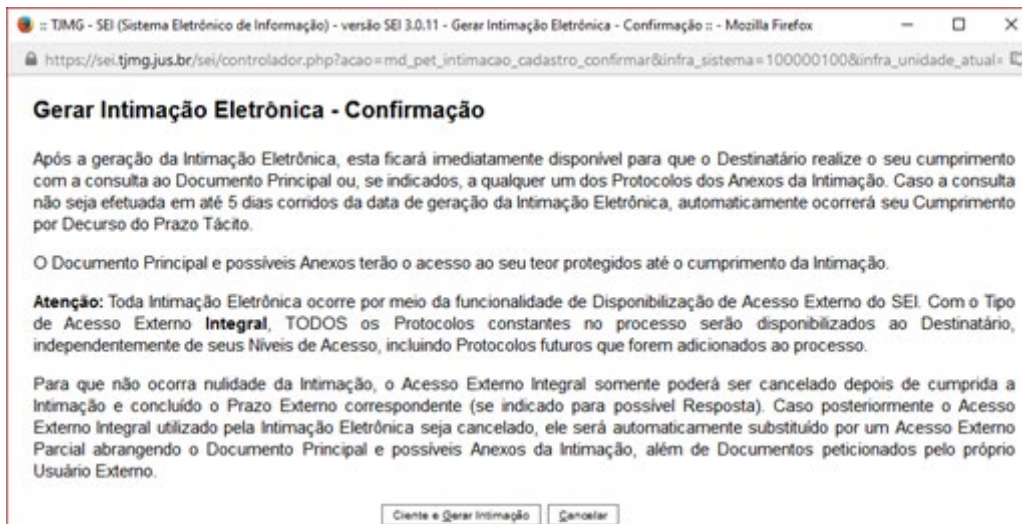 :: TJMG - SEI (Sistema Eletrônico de Informação) - versão SEI 3.0.11 - Gerar Intimação Eletrônica - Confirmação :: - Mozilla Firefox
https://sei.tjmg.jus.br/sei/controlador.php?acao=md_pet_intimacao_cadastro_confirmar&infra_sistema=100000100&infra_unidade_atual=
Gerar Intimação Eletrônica - Confirmação
Após a geração da Intimação Eletrônica, esta ficará imediatamente disponível para que o Destinatário realize o seu cumprimento
com a consulta ao Documento Principal ou, se indicados, a qualquer um dos Protocolos dos Anexos da Intimação. Caso a consulta
não seja efetuada em até 5 dias corridos da data de geração da Intimação Eletrônica, automaticamente ocorrerá seu Cumprimento
por Decurso do Prazo Tácito.
O Documento Principal e possíveis Anexos terão o acesso ao seu teor protegidos até o cumprimento da Intimação.
Atenção: Toda Intimação Eletrônica ocorre por meio da funcionalidade de Disponibilização de Acesso Externo do SEI. Com o Tipo
de Acesso Externo Integral, TODOS os Protocolos constantes no processo serão disponibilizados ao Destinatário,
independentemente de seus Níveis de Acesso, incluindo Protocolos futuros que forem adicionados ao processo.
Para que não ocorra nulidade da Intimação, o Acesso Externo Integral somente poderá ser cancelado depois de cumprida a
Intimação e concluído o Prazo Externo correspondente (se indicado para possível Resposta). Caso posteriormente o Acesso
Externo Integral utilizado pela Intimação Eletrônica seja cancelado, ele será automaticamente substituído por um Acesso Externo
Parcial abrangendo o Documento Principal e possíveis Anexos da Intimação, além de Documentos peticionados pelo próprio
Usuário Externo.
Ciente e Gerar Intimação Cancelar